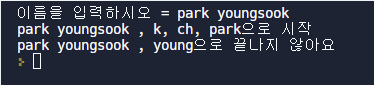 이름을 입력하시오 = park youngsook
park youngsook , k, ch, park으로 시작
park youngsook , young으로 끝나지 않아요
>